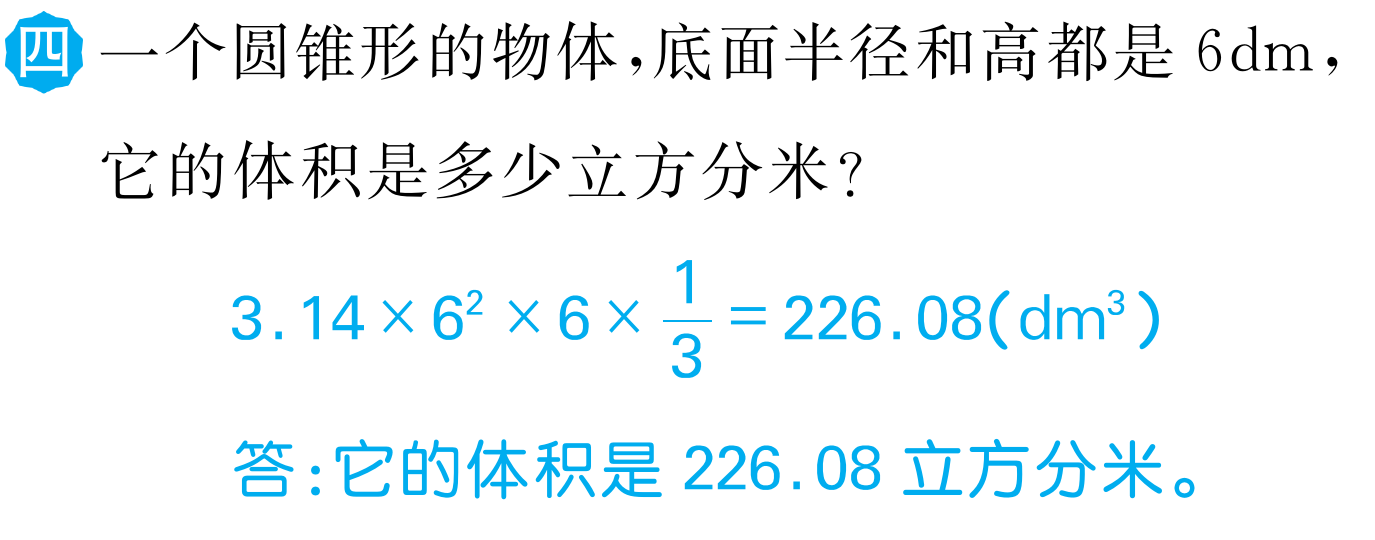 四 一个圆锥形的物体,底面半径和高都是 6dm,
它的体积是多少立方分米?
3.14×6²×6×1/3=226.08(dm³)
答:它的体积是 226.08 立方分米。